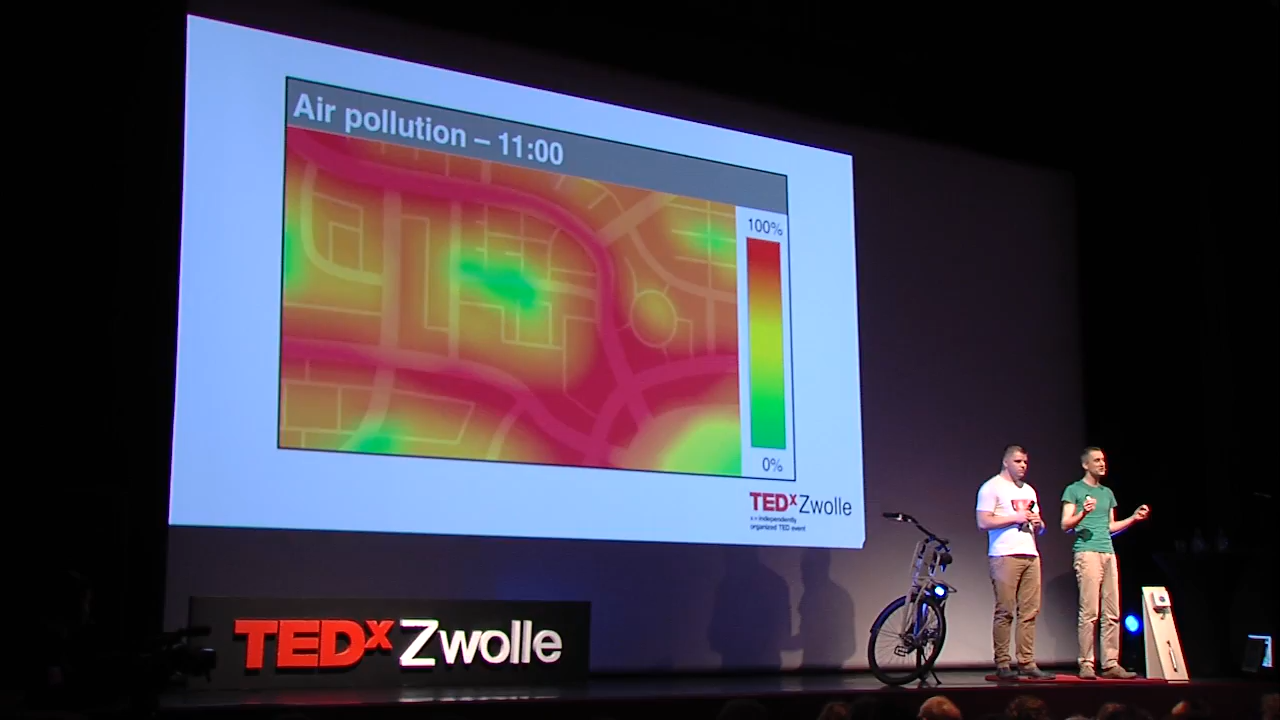 Air pollution – 11:00
100%
0%
TEDx Zwolle
x = independently
organized TED event
TEDx Zwolle